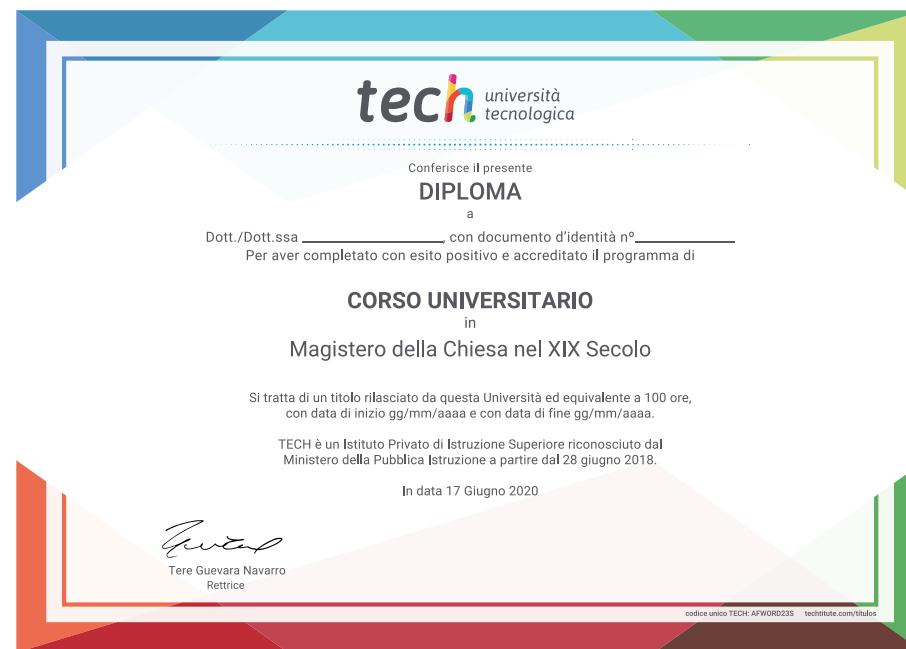 tech università
tecnologica
Conferisce il presente
DIPLOMA
a
Dott./Dott.ssa ____________________, con documento d'identità nº______________
Per aver completato con esito positivo e accreditato il programma di
CORSO UNIVERSITARIO
in
Magistero della Chiesa nel XIX Secolo
Si tratta di un titolo rilasciato da questa Università ed equivalente a 100 ore,
con data di inizio gg/mm/aaaa e con data di fine gg/mm/aaaa.
TECH è un Istituto Privato di Istruzione Superiore riconosciuto dal
Ministero della Pubblica Istruzione a partire dal 28 giugno 2018.
In data 17 Giugno 2020
Tere Guevara Navarro
Rettrice
codice unico TECH: AFWORD23S techtitute.com/titulos